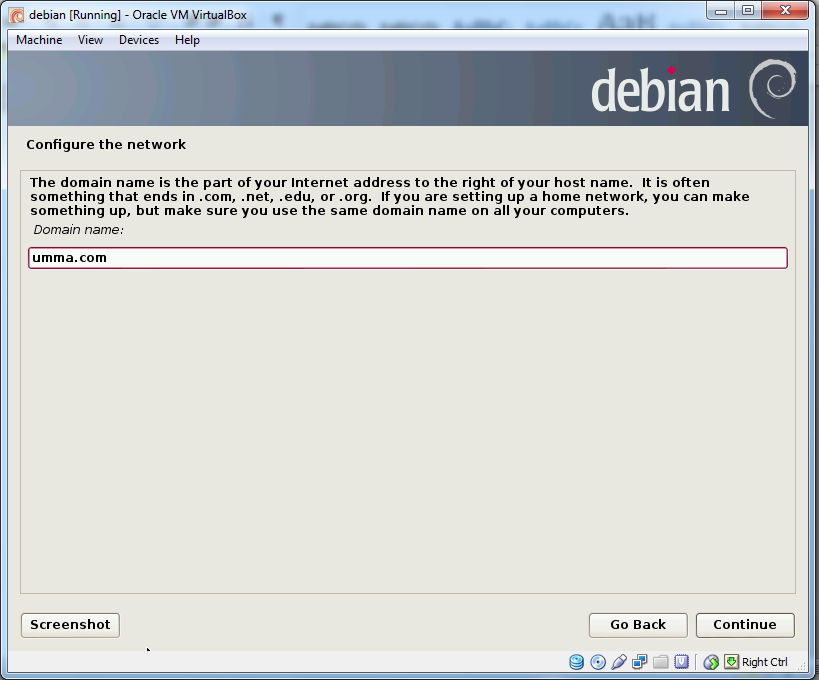 debian [Running] - Oracle VM VirtualBox
Machine View Devices Help
debian
Configure the network
The domain name is the part of your Internet address to the right of your host name. It is often
something that ends in .com, .net, .edu, or .org. If you are setting up a home network, you can make
something up, but make sure you use the same domain name on all your computers.
Domain name:
umma.com
Screenshot Go Back Continue
Right Ctrl